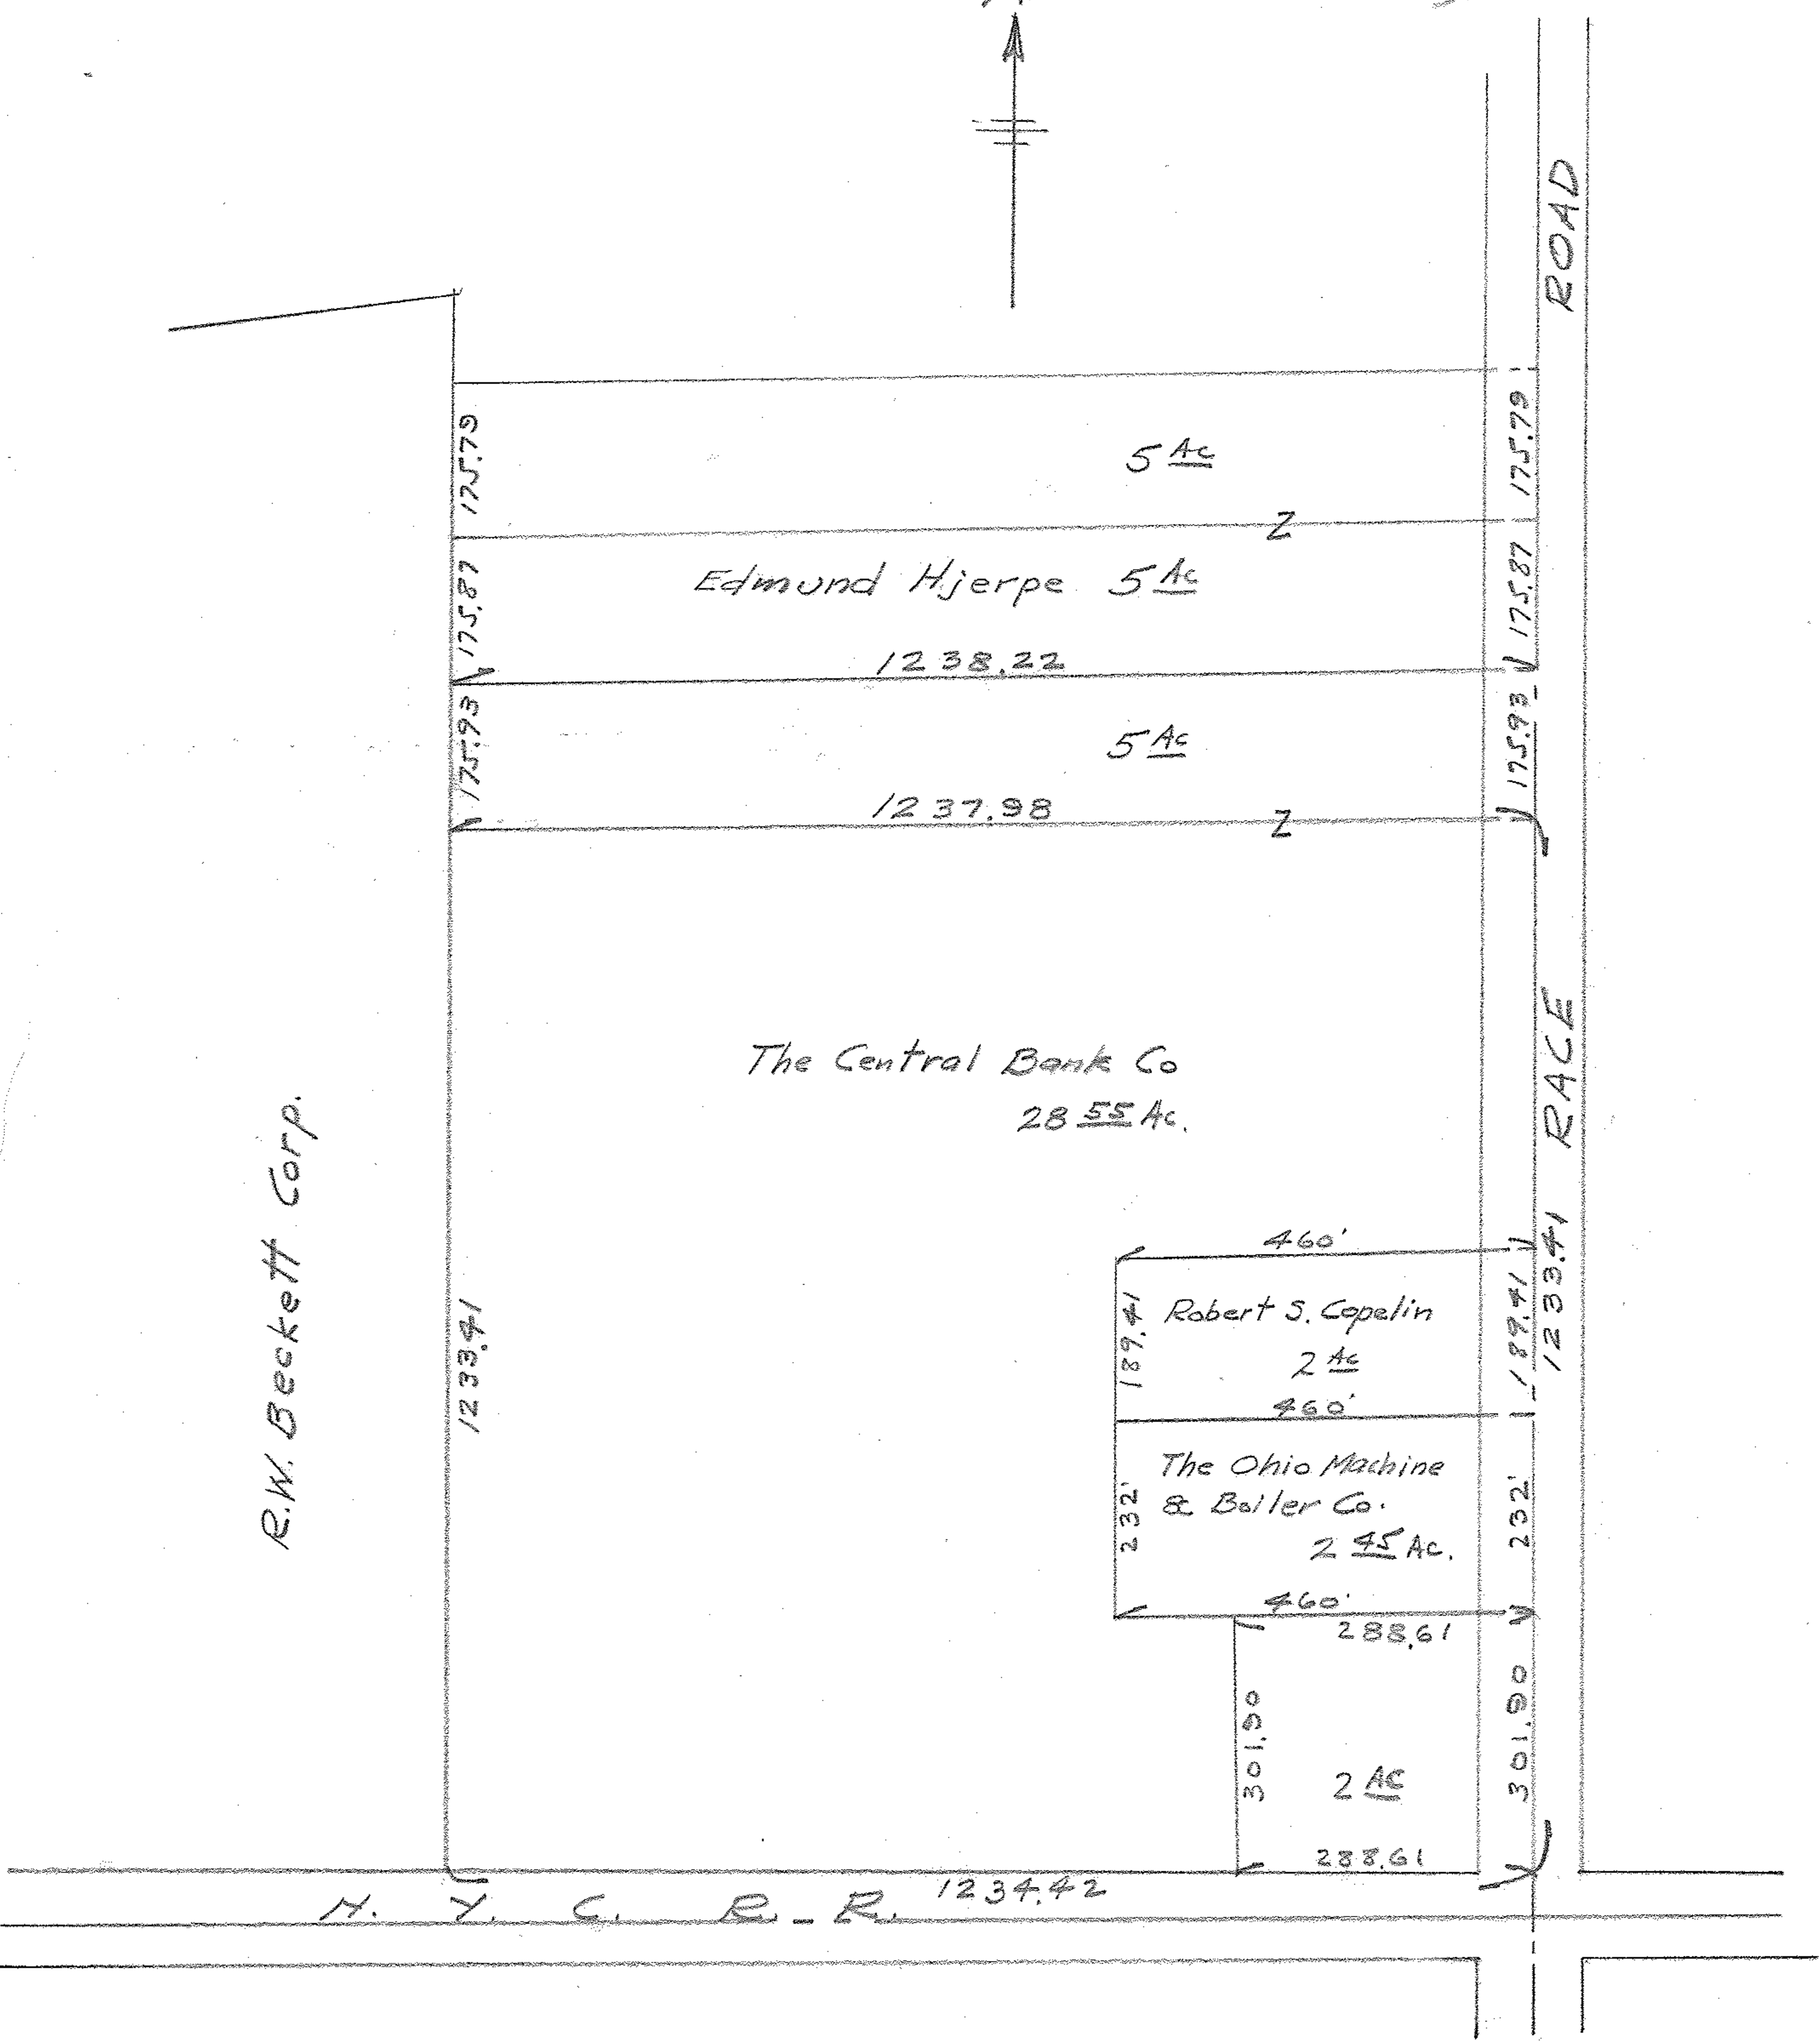 ROAD
175.79
175.79
5 Ac
Z
175.87
Edmund Hjerpe 5 Ac
175.87
1238.22
175.93
5 Ac
175.93
1237.98
Z
The Central Bank Co
28 55 Ac.
RACE
R.W. Beckett Corp.
1233.41
1233.41
460'
189.41
Robert S. Copelin
2 Ac
189.41
460'
232'
The Ohio Machine
& Boiler Co.
2 45 Ac.
232'
460'
288.61
301.90
2 AC
301.90
288.61
1234.42
N. Y. C. R. R.